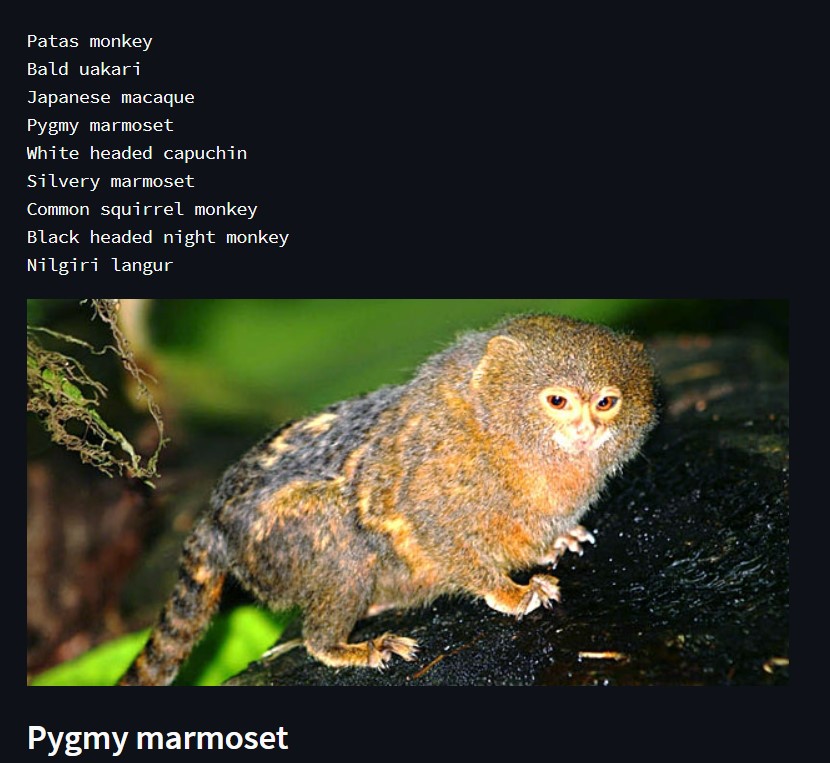 Patas monkey
Bald uakari
Japanese macaque
Pygmy marmoset
White headed capuchin
Silvery marmoset
Common squirrel monkey
Black headed night monkey
Nilgiri langur
Pygmy marmoset